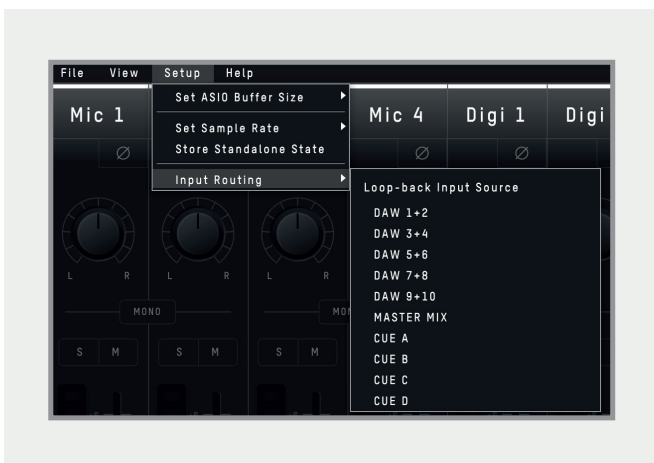 File View Setup Help
Set ASIO Buffer Size
Mic 1 Mic 4 Digi 1 Digi
Set Sample Rate
Store Standalone State
Input Routing
Loop-back Input Source
DAW 1+2
DAW 3+4
DAW 5+6
DAW 7+8
DAW 9+10
MASTER MIX
CUE A
CUE B
CUE C
CUE D
L R L R L R
MONO MO
S M S M S M